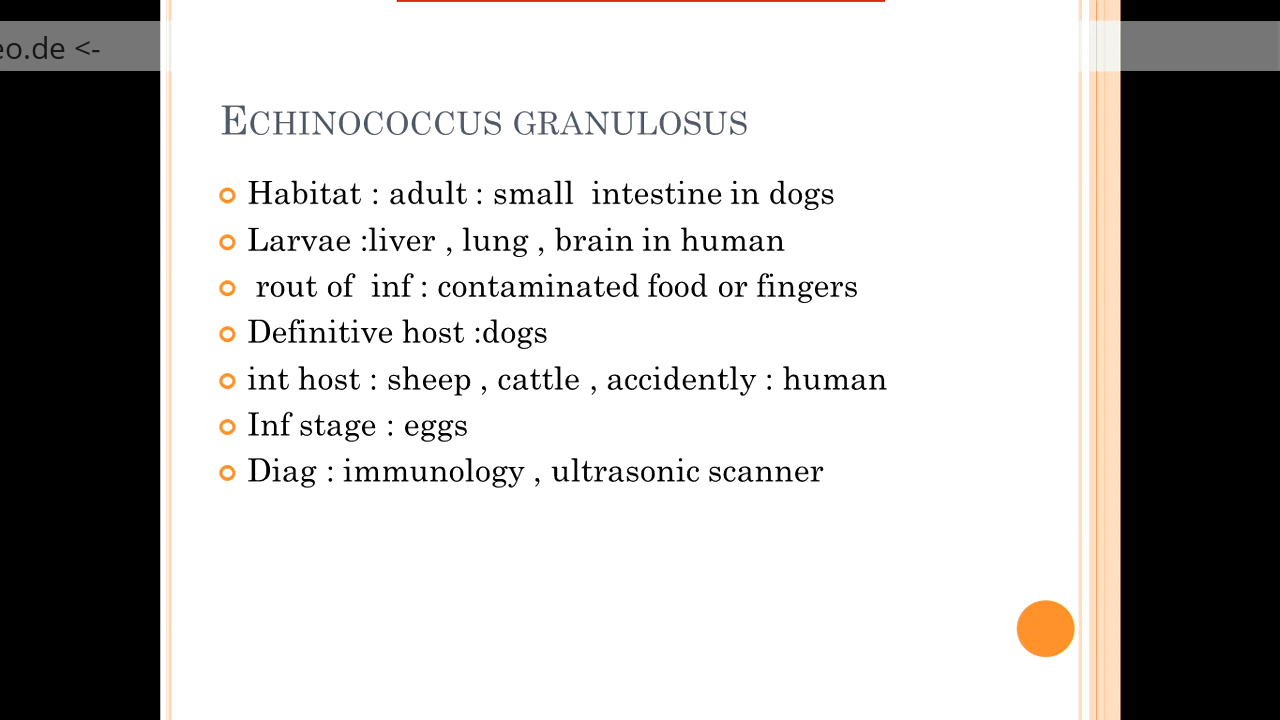 eo.de <-
Echinococcus granulosus
Habitat : adult : small intestine in dogs
Larvae :liver , lung , brain in human
rout of inf : contaminated food or fingers
Definitive host :dogs
int host : sheep , cattle , accidently : human
Inf stage : eggs
Diag : immunology , ultrasonic scanner